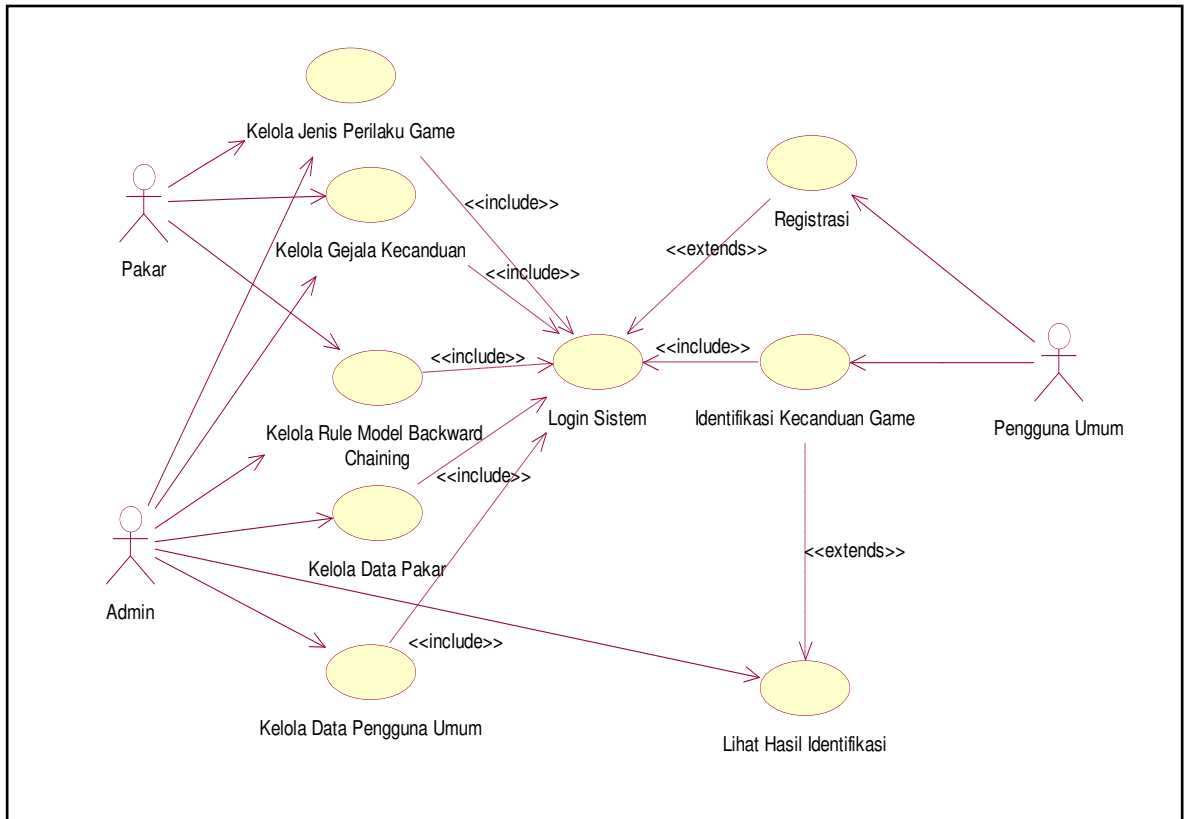 Kelola Jenis Perilaku Game
<<include>>
Registrasi
Kelola Gejala Kecanduan
<<extends>>
Pakar
<<include>>
<<include>>
<<include>>
Login Sistem
Identifikasi Kecanduan Game
Pengguna Umum
Kelola Rule Model Backward
Chaining
<<include>>
<<extends>>
Kelola Data Pakar
Admin
<<include>>
Kelola Data Pengguna Umum
Lihat Hasil Identifikasi